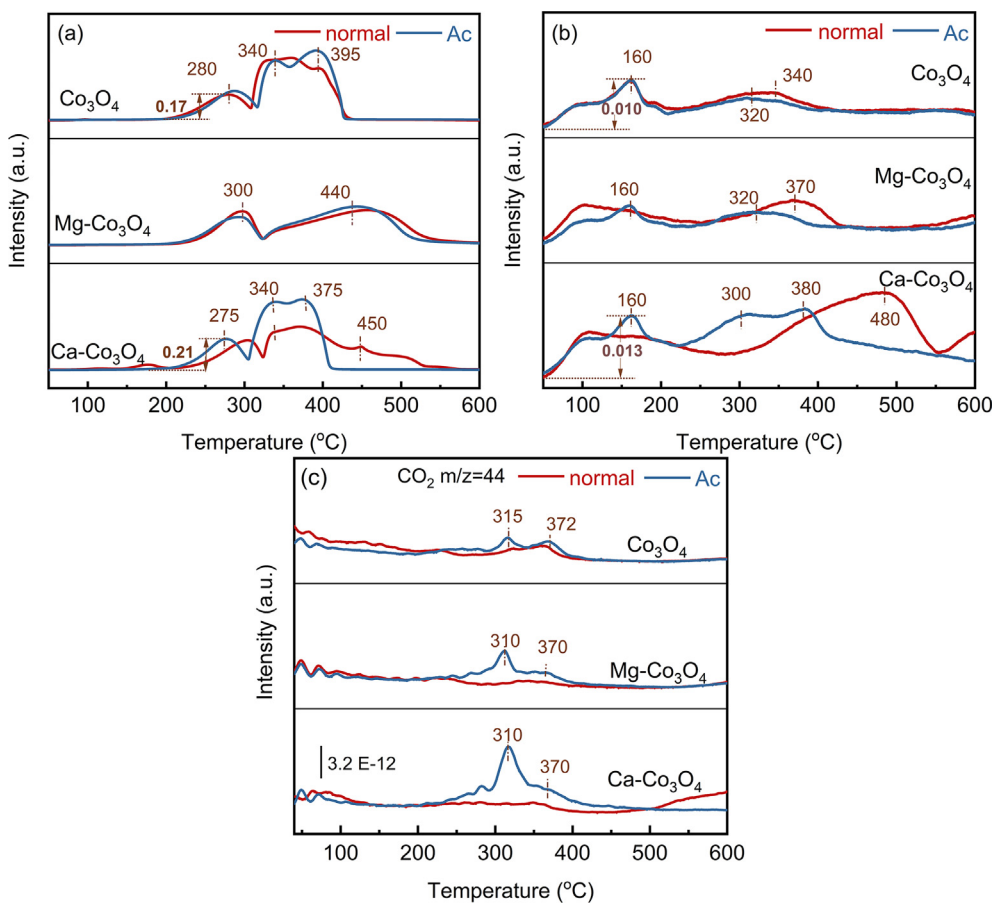 (a)
normal
Ac
280
340
395
0.17
Co₃O₄
300
440
Mg-Co₃O₄
340
375
275
450
0.21
Ca-Co₃O₄
Intensity (a.u.)
100
200
300
400
500
600
Temperature (°C)
(b)
normal
Ac
160
Co₃O₄
340
0.010
320
160
320
370
Mg-Co₃O₄
Ca-Co₃O₄
160
300
380
480
0.013
Intensity (a.u.)
100
200
300
400
500
600
Temperature (°C)
(c)
CO₂ m/z=44
normal
Ac
315
372
Co₃O₄
310
370
Mg-Co₃O₄
310
3.2 E-12
370
Ca-Co₃O₄
Intensity (a.u.)
100
200
300
400
500
600
Temperature (°C)